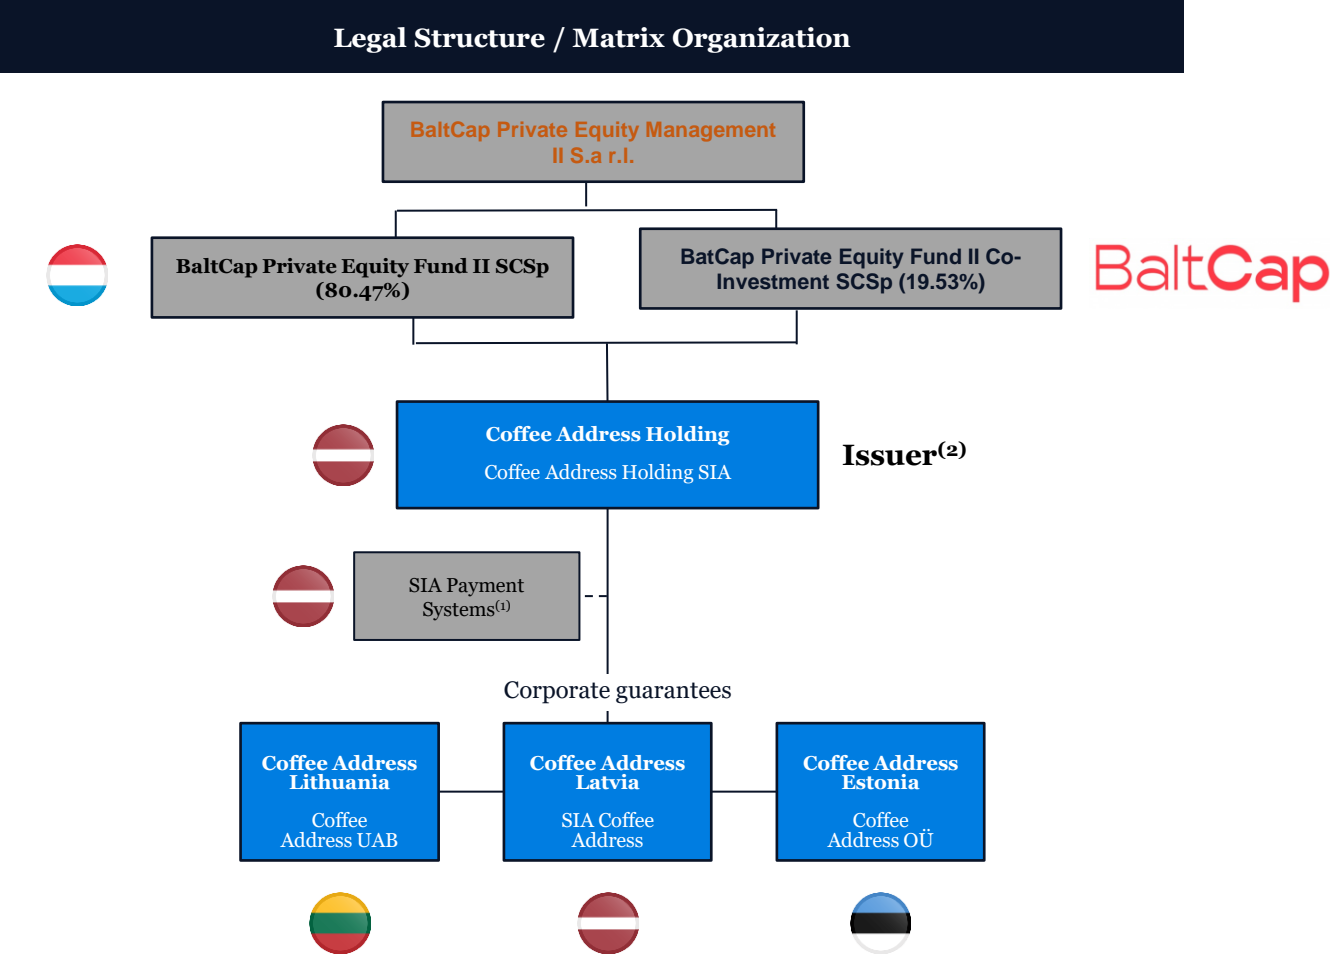 Legal Structure / Matrix Organization
BaltCap Private Equity Management
II S.a r.l.
BaltCap Private Equity Fund II SCSp
(80.47%)
BatCap Private Equity Fund II Co-
Investment SCSp (19.53%)
BaltCap
Coffee Address Holding
Coffee Address Holding SIA
Issuer(2)
SIA Payment
Systems(1)
Corporate guarantees
Coffee Address
Lithuania
Coffee
Address UAB
Coffee Address
Latvia
SIA Coffee
Address
Coffee Address
Estonia
Coffee
Address OÜ